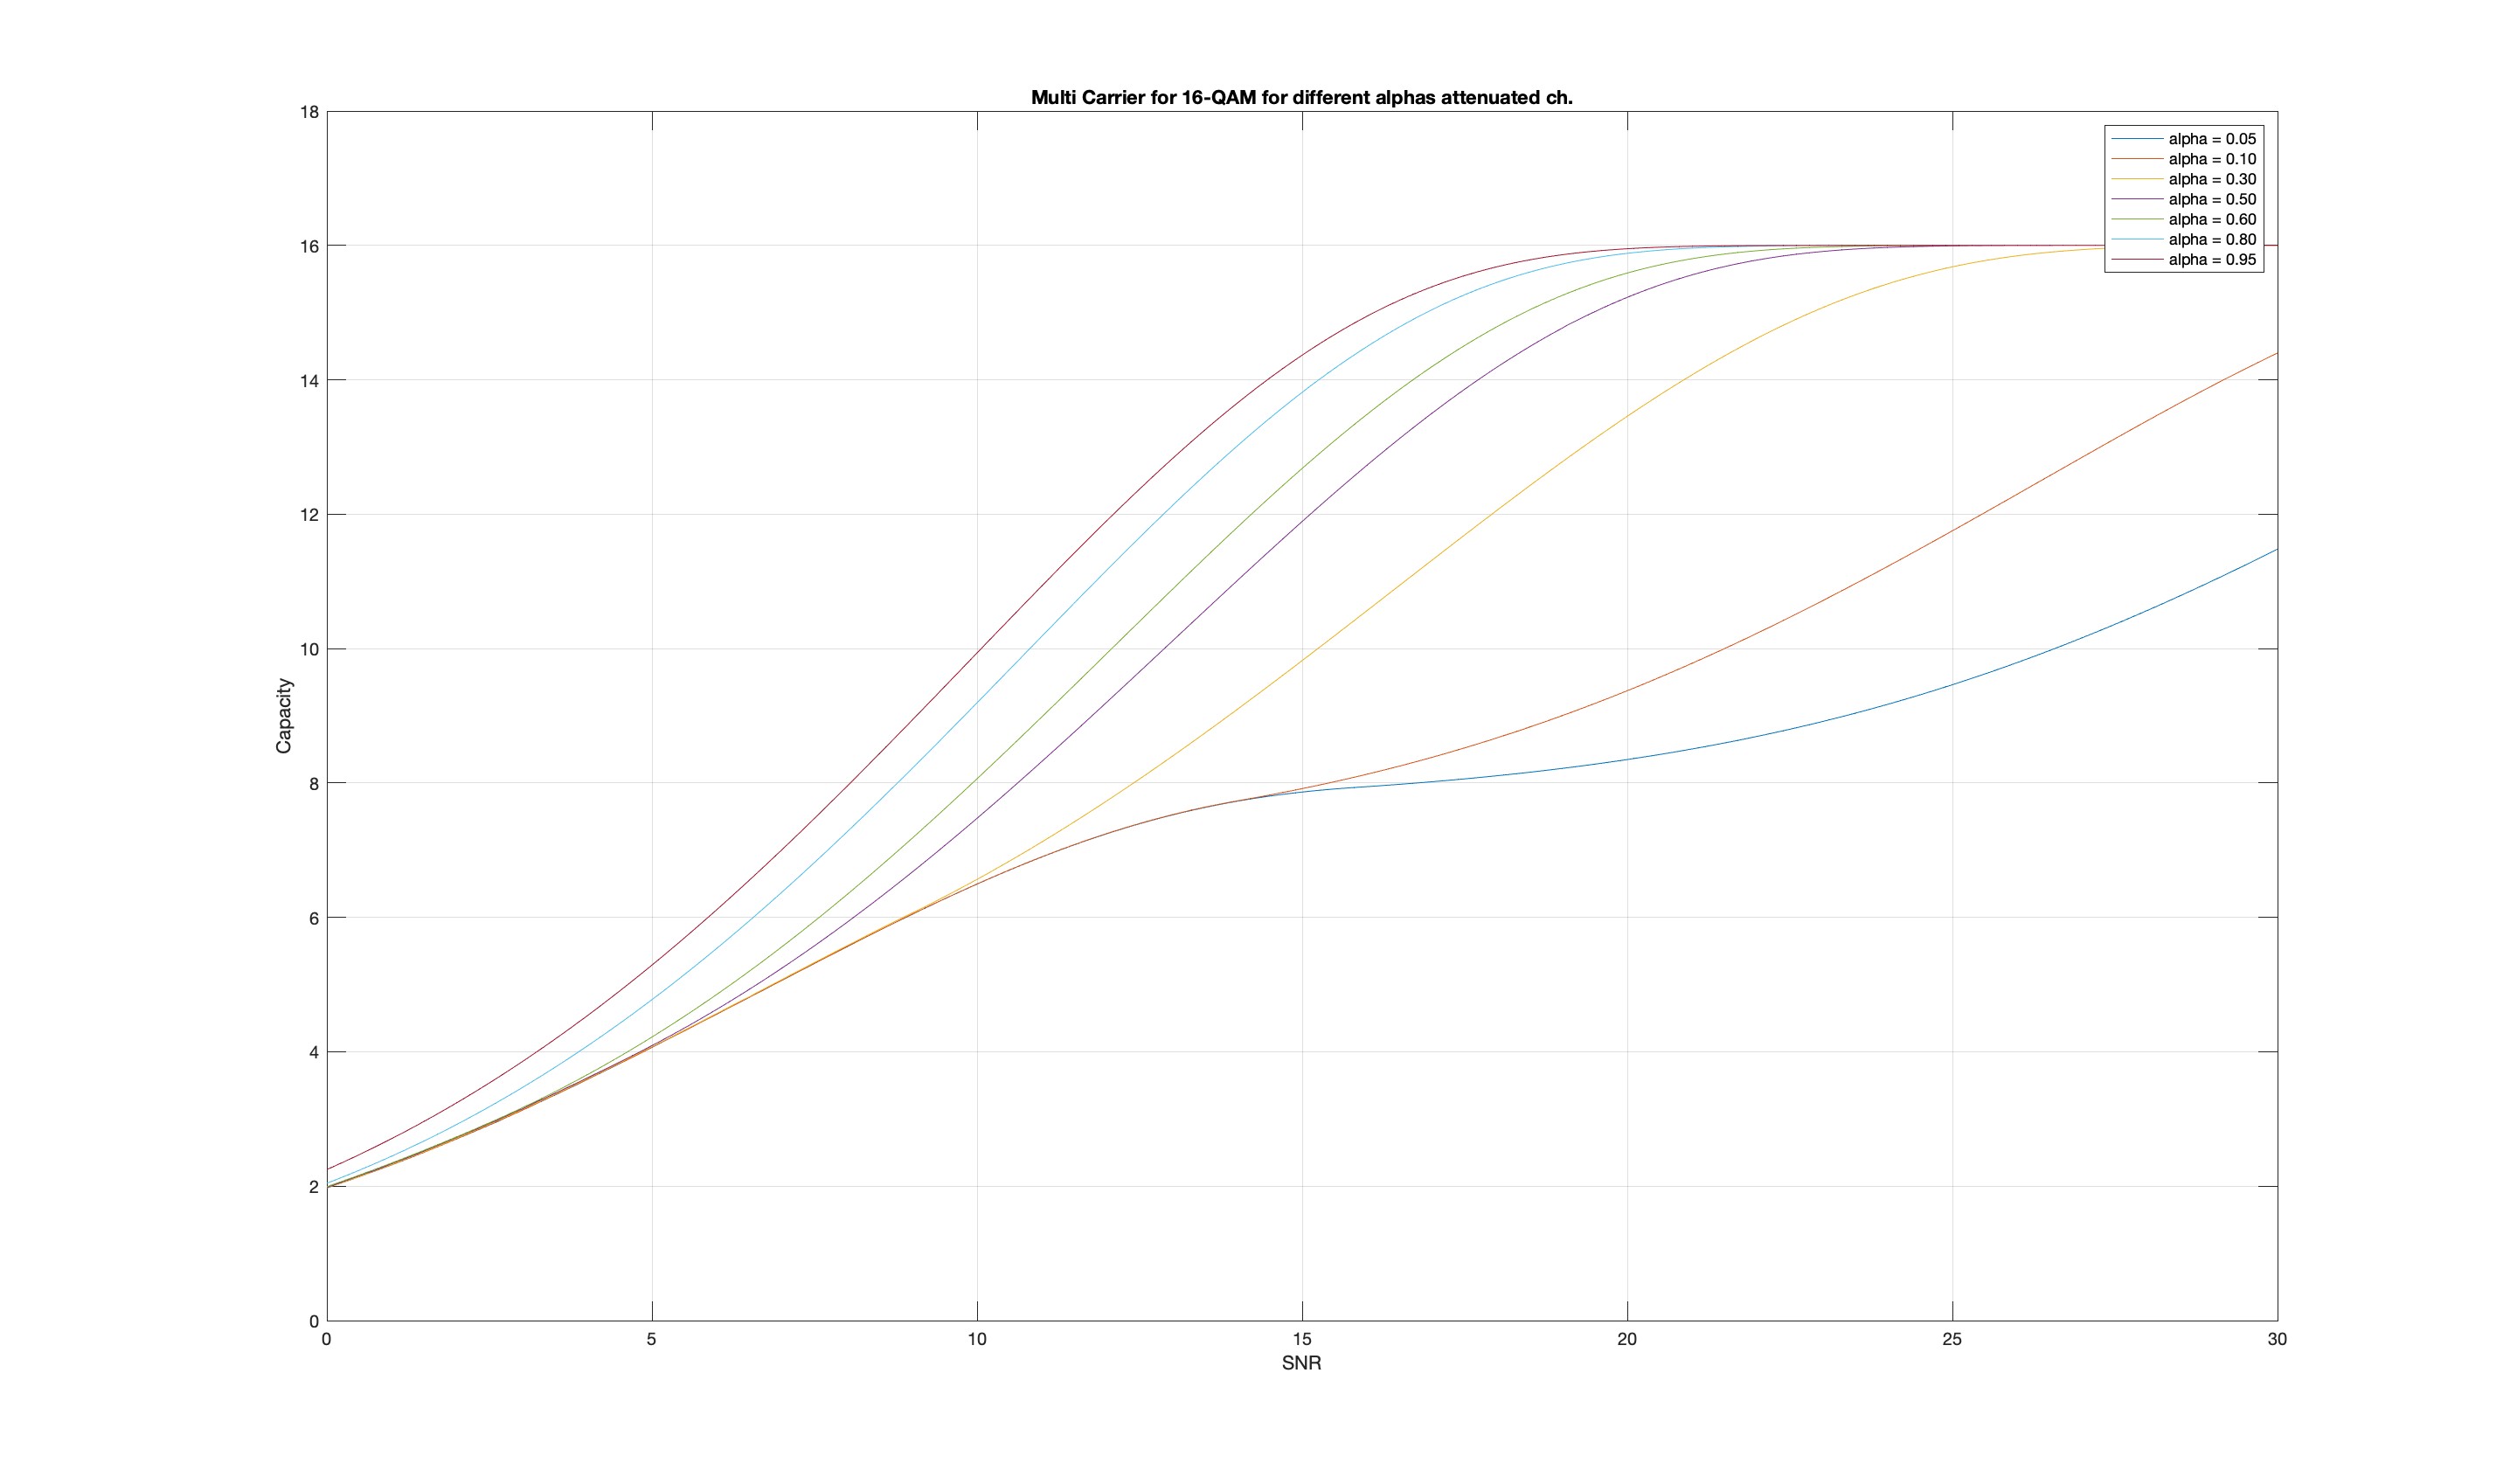 Multi Carrier for 16-QAM for different alphas attenuated ch.
18
16
14
12
10
8
6
4
2
0
Capacity
0 5 10 15 20 25 30
SNR
alpha = 0.05
alpha = 0.10
alpha = 0.30
alpha = 0.50
alpha = 0.60
alpha = 0.80
alpha = 0.95